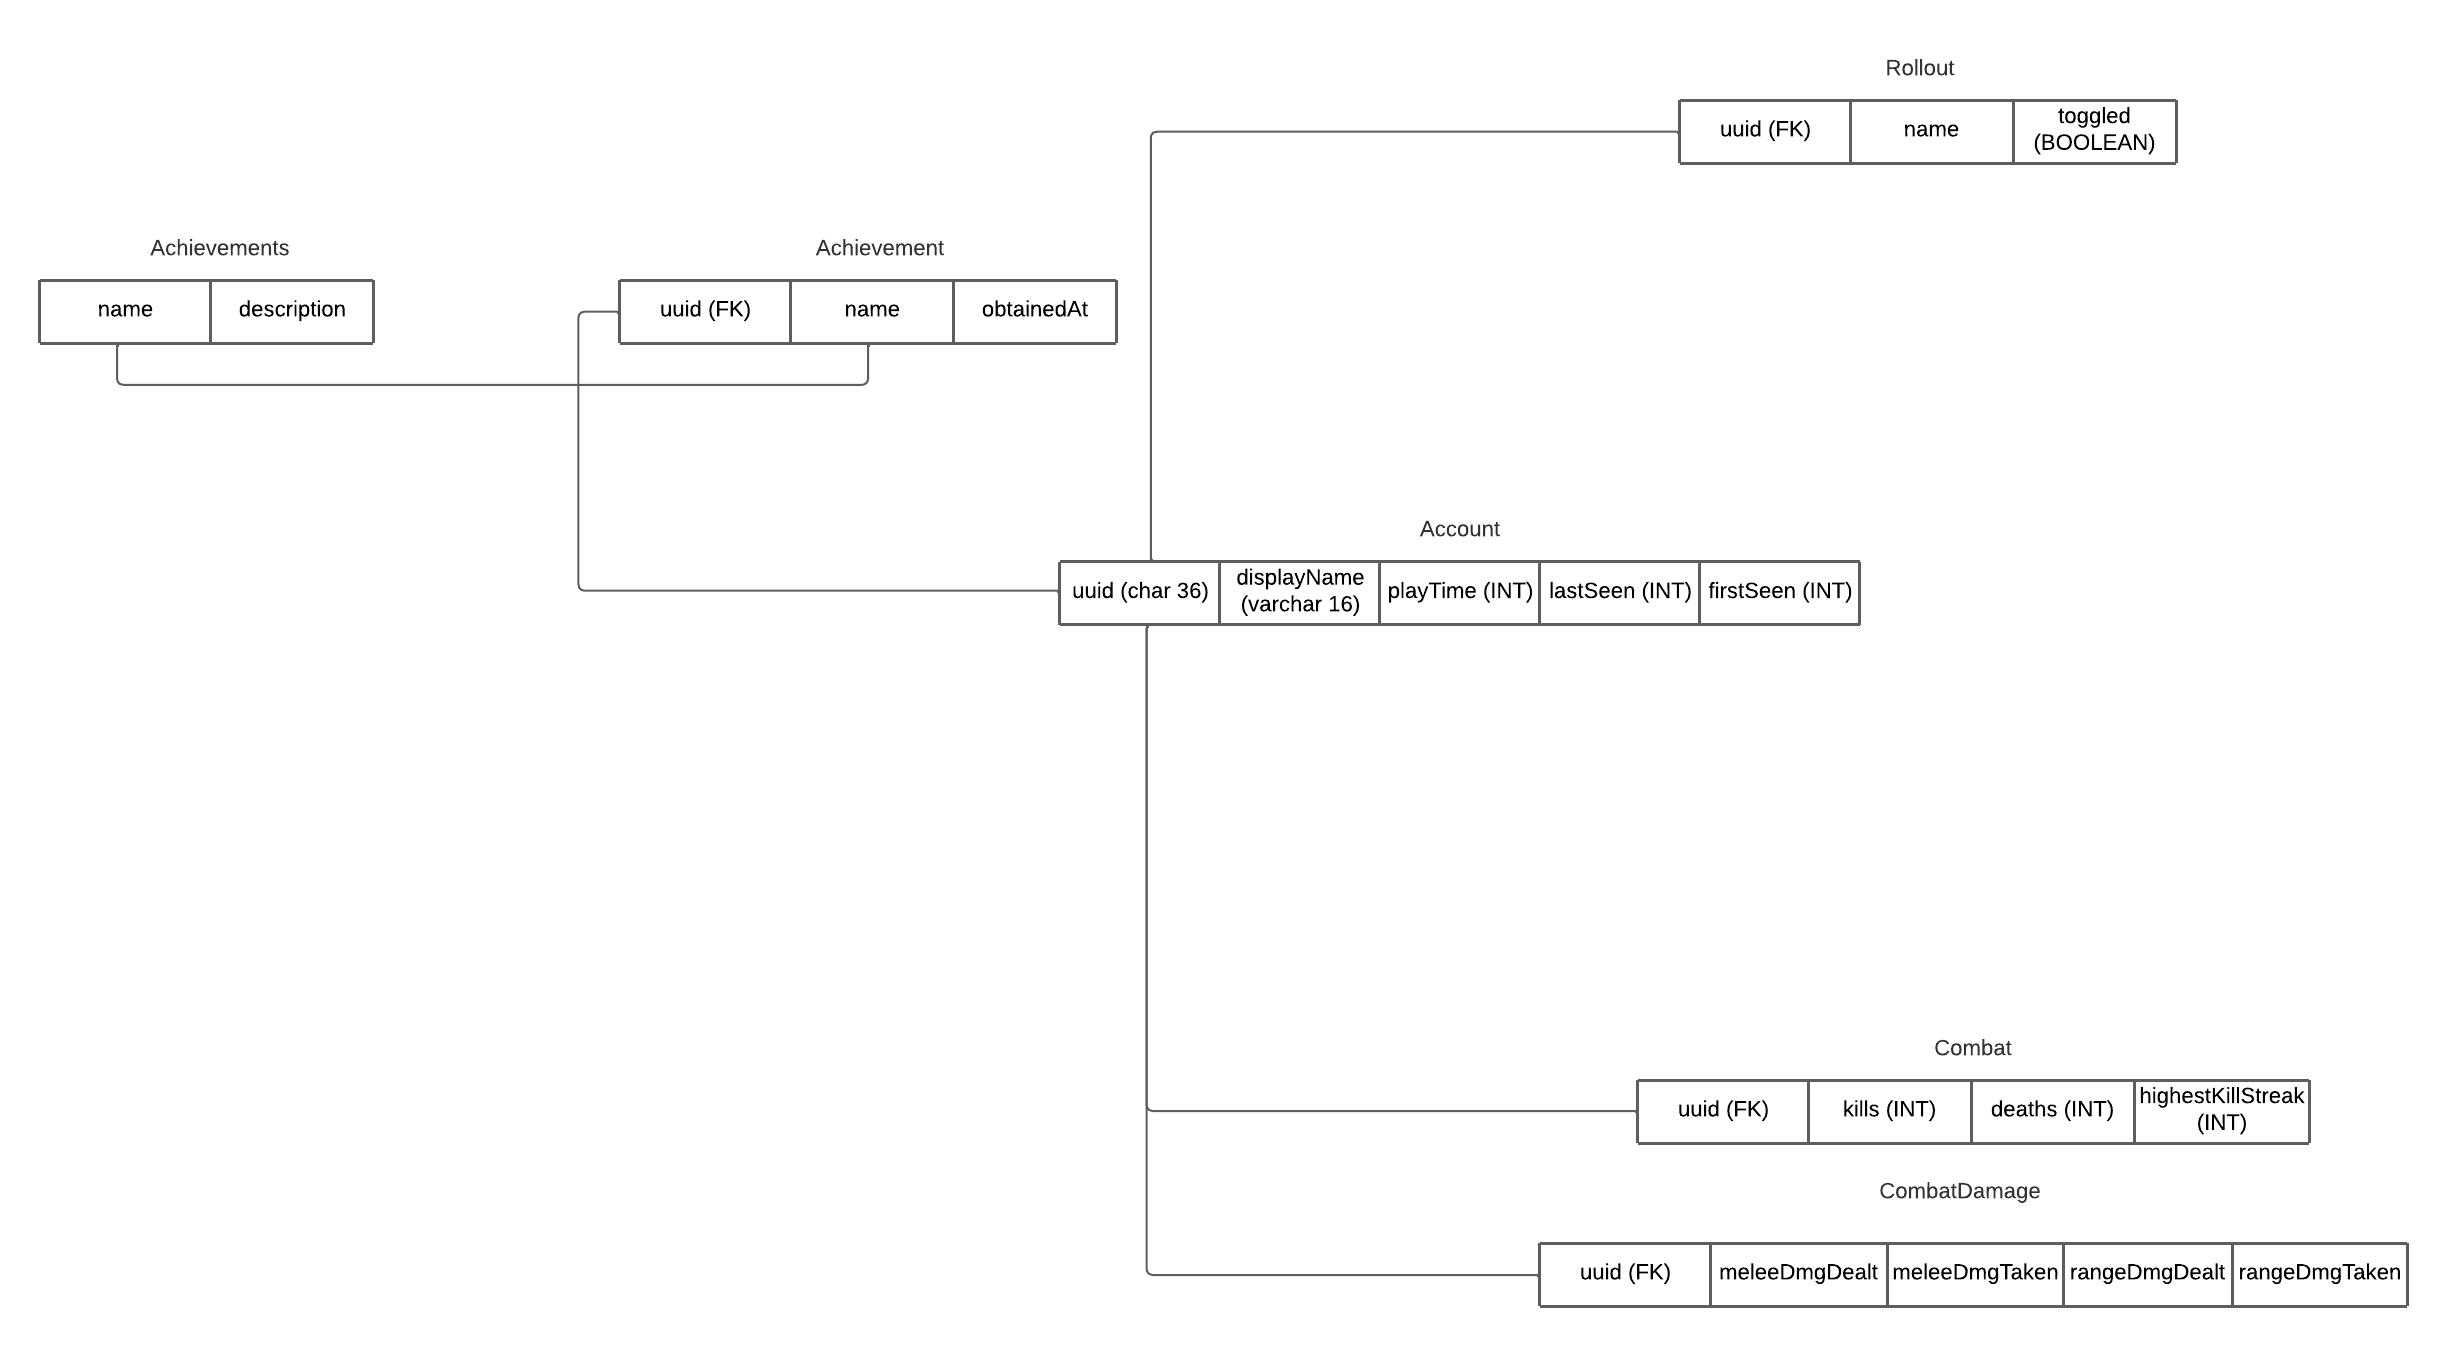 Rollout
uuid (FK) name toggled
(BOOLEAN)
Achievements
name description
Achievement
uuid (FK) name obtainedAt
Account
uuid (char 36) displayName
(varchar 16) playTime (INT) lastSeen (INT) firstSeen (INT)
Combat
uuid (FK) kills (INT) deaths (INT) highestKillStreak
(INT)
CombatDamage
uuid (FK) meleeDmgDealt meleeDmgTaken rangeDmgDealt rangeDmgTaken